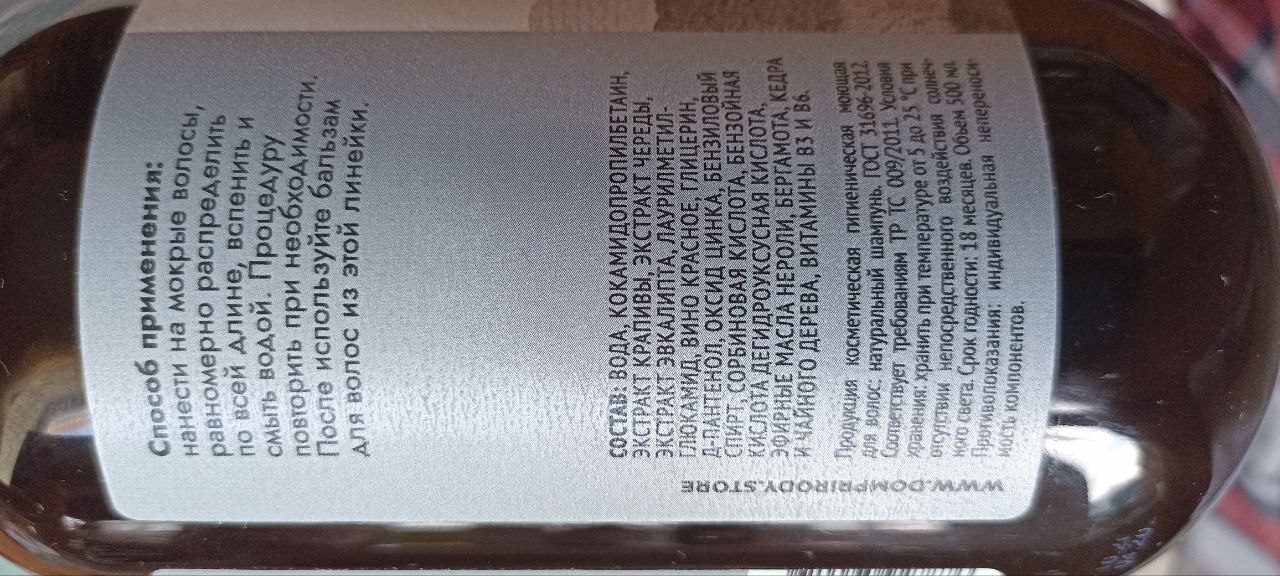 Способ применения:
нанести на мокрые волосы,
равномерно распределить
по всей длине, вспенить и
смыть водой. Процедуру
повторить при необходимости.
После используйте бальзам
для волос из этой линейки.
СОСТАВ: ВОДА, КОКАМИДОПРОПИЛБЕТАИН,
ЭКСТРАКТ КРАПИВЫ, ЭКСТРАКТ ЧЕРЕДЫ,
ЭКСТРАКТ ЭВКАЛИПТА, ЛАУРИЛМЕТИЛ-
ГЛЮКАМИД, ВИНО КРАСНОЕ, ГЛИЦЕРИН,
Д-ПАНТЕНОЛ, ОКСИД ЦИНКА, БЕНЗИЛОВЫЙ
СПИРТ, СОРБИНОВАЯ КИСЛОТА, БЕНЗОЙНАЯ
КИСЛОТА ДЕГИДРОУКСУСНАЯ КИСЛОТА,
ЭФИРНЫЕ МАСЛА НЕРОЛИ, БЕРГАМОТА, КЕДРА
И ЧАЙНОГО ДЕРЕВА, ВИТАМИНЫ В3 И В6.
Продукция косметическая гигиеническая моющая
для волос: натуральный шампунь. ГОСТ 31696-2012.
Соответствует требованиям ТР ТС 009/2011. Условия
хранения: хранить при температуре от 5 до 25 °С при
отсутствии непосредственного воздействия солнеч-
ного света. Срок годности: 18 месяцев. Объем 500 мл.
Противопоказания: индивидуальная непереноси-
мость компонентов.
WWW.DOMPRIRODY.STORE